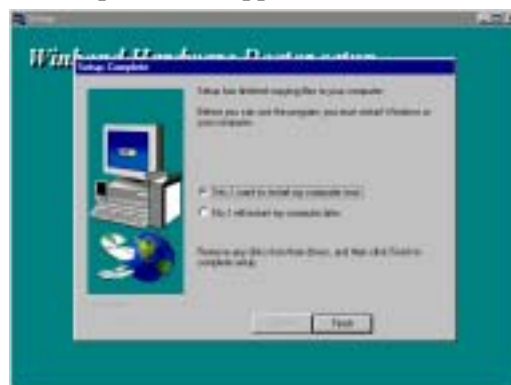 Setup
Winbond Hardware Doctor setup
Setup Complete
Setup has finished copying files to your computer.
Before you can use the program, you must restart Windows or
your computer.
Yes, I want to restart my computer now.
No, I will restart my computer later.
Remove any disks from their drives, and then click Finish to
complete setup.
Finish